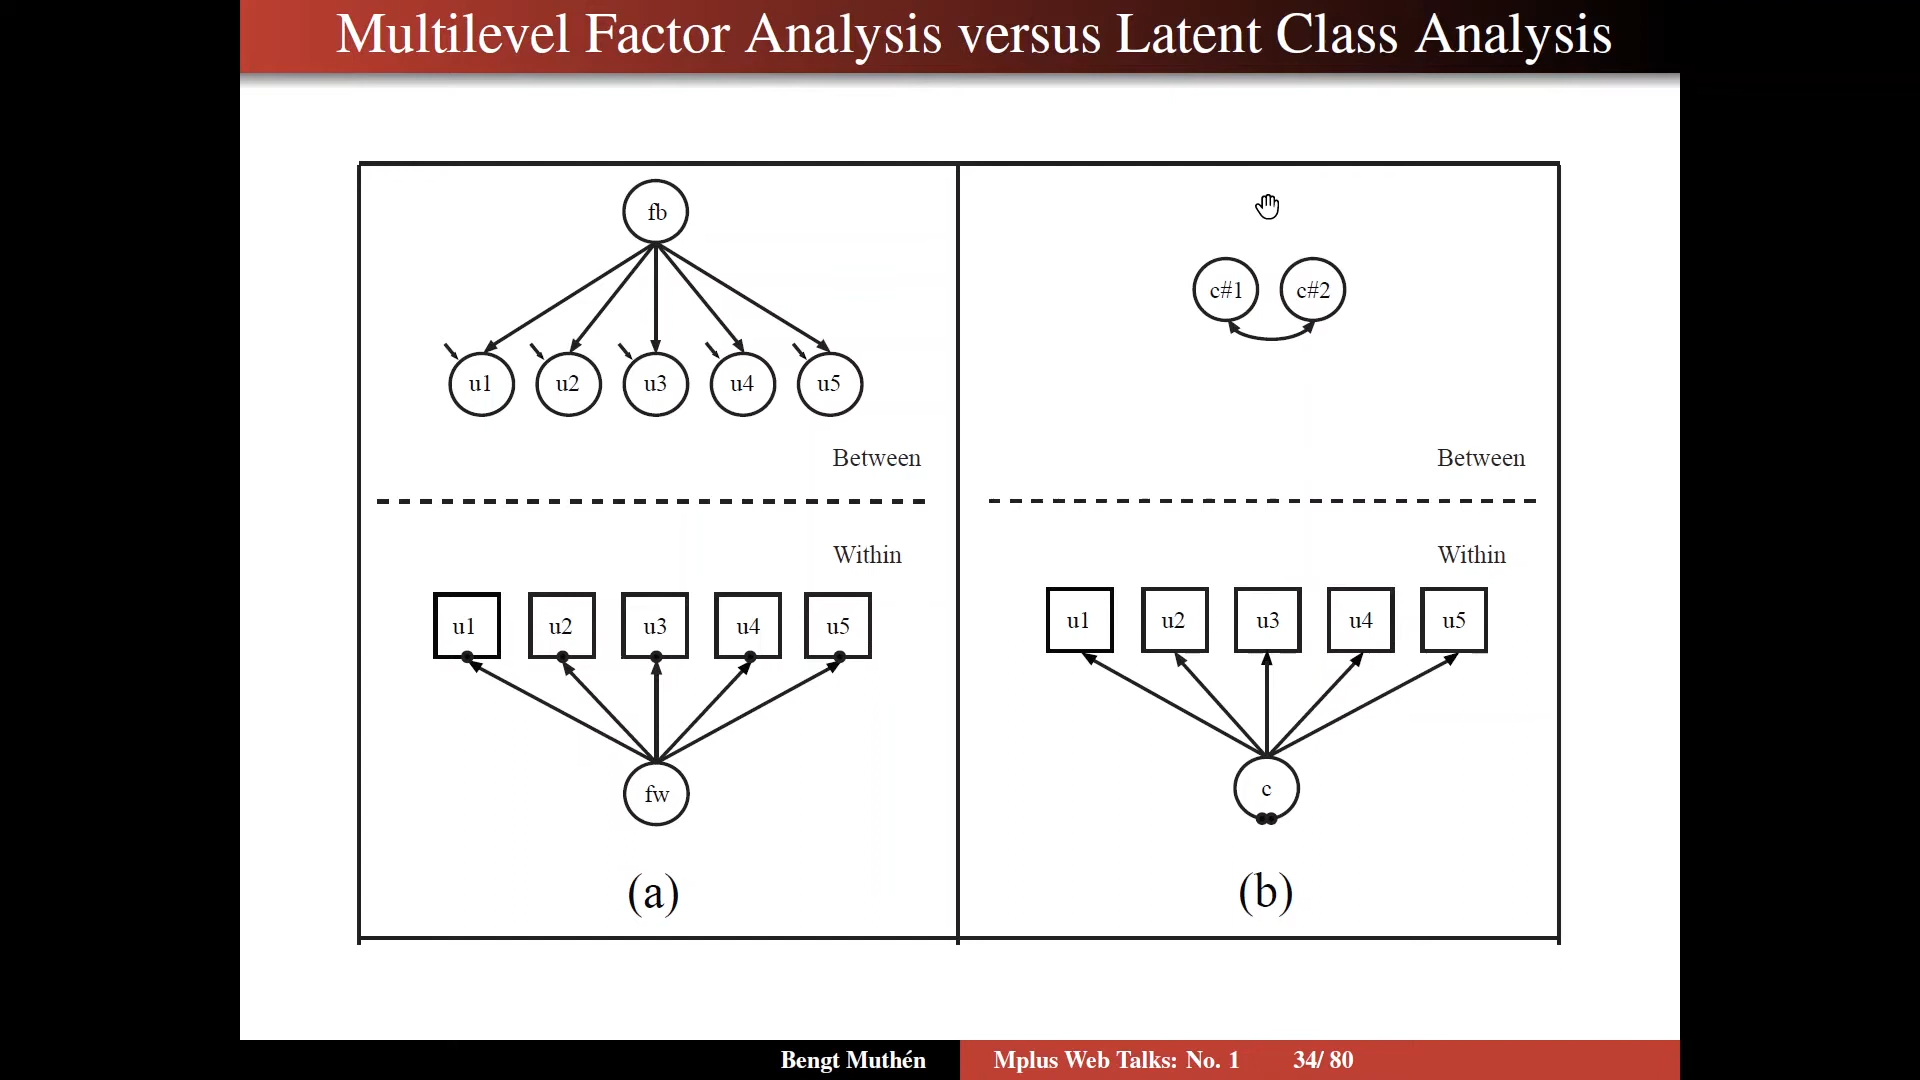 Multilevel Factor Analysis versus Latent Class Analysis
fb
u1 u2 u3 u4 u5
Between
Within
u1 u2 u3 u4 u5
fw
(a)
c#1 c#2
Between
Within
u1 u2 u3 u4 u5
c
(b)
Bengt Muthén Mplus Web Talks: No. 1 34/ 80